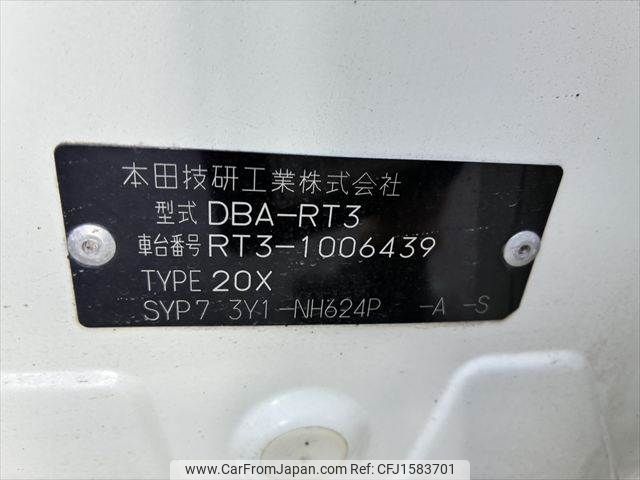 本田技研工業株式会社
型式 DBA-RT3
車台番号 RT3-1006439
TYPE 20X
SYP7 3Y1-NH624P -A -S
www.CarFromJapan.com CFJ1583701